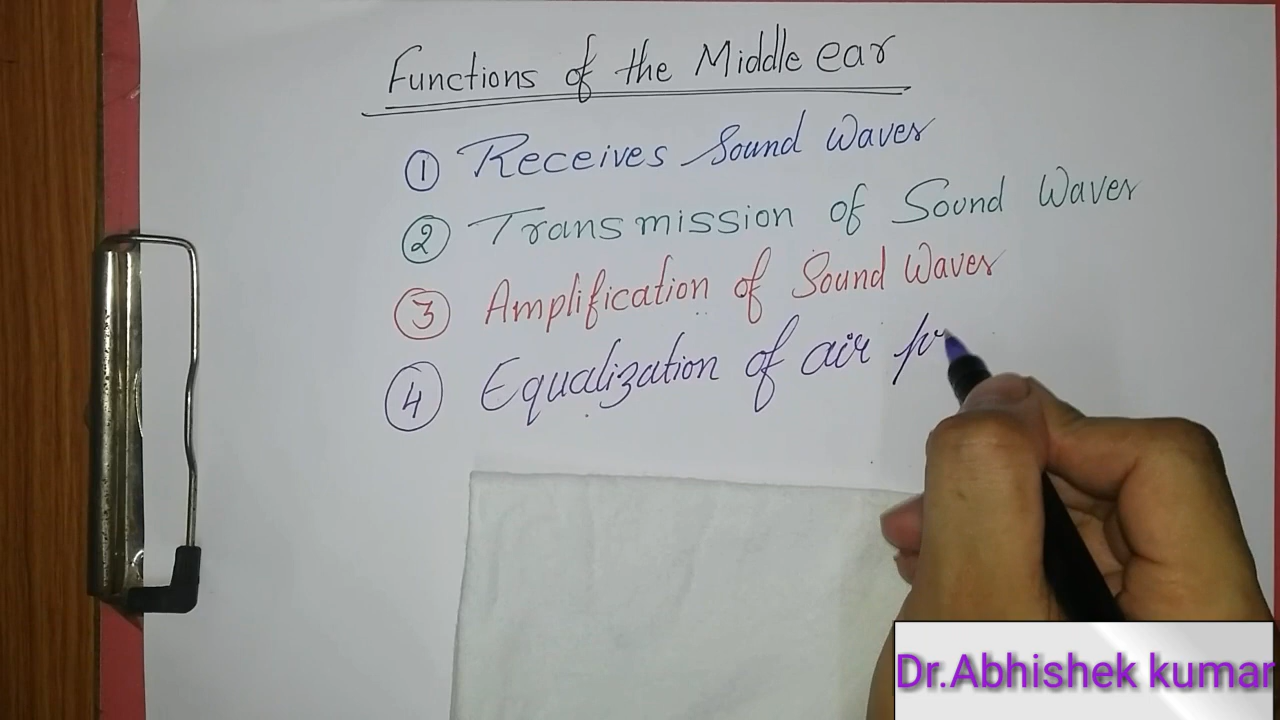 Functions of the Middle ear
① Receives Sound Waves
② Transmission of Sound Waves
③ Amplification of Sound Waves
④ Equalization of air pr
Dr.Abhishek kumar